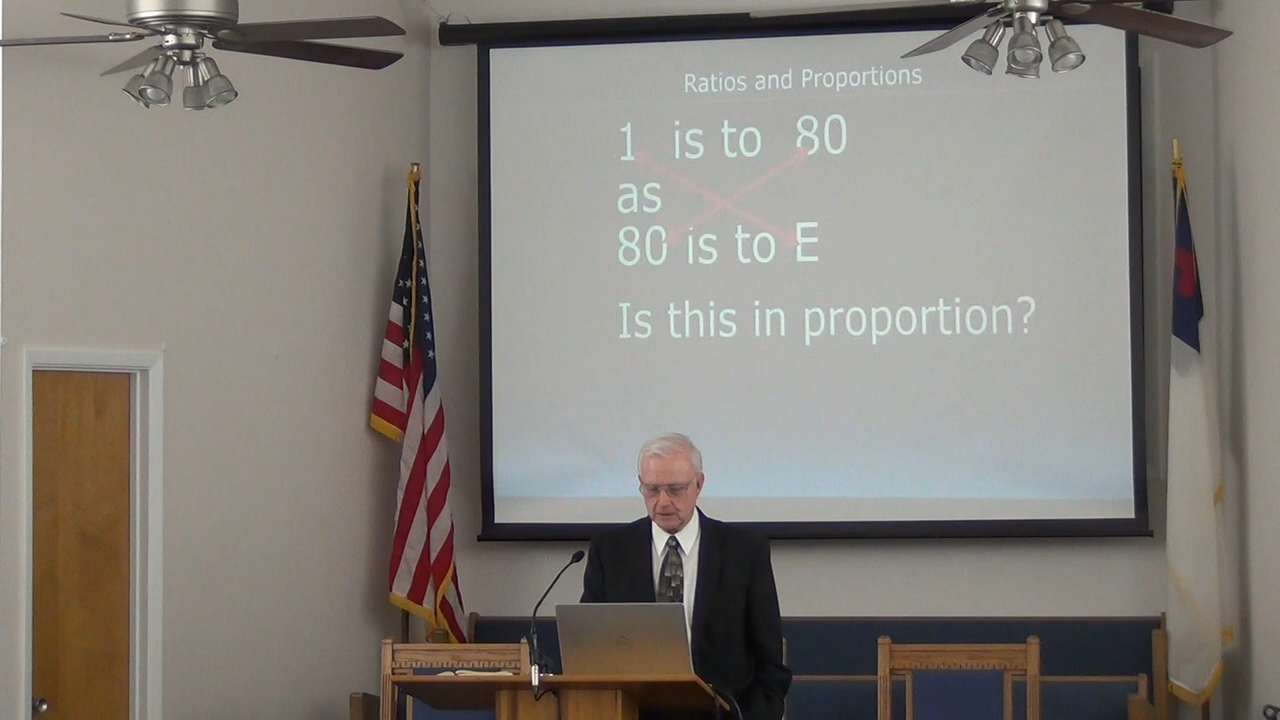 Ratios and Proportions
1 is to 80
as
80 is to E
Is this in proportion?